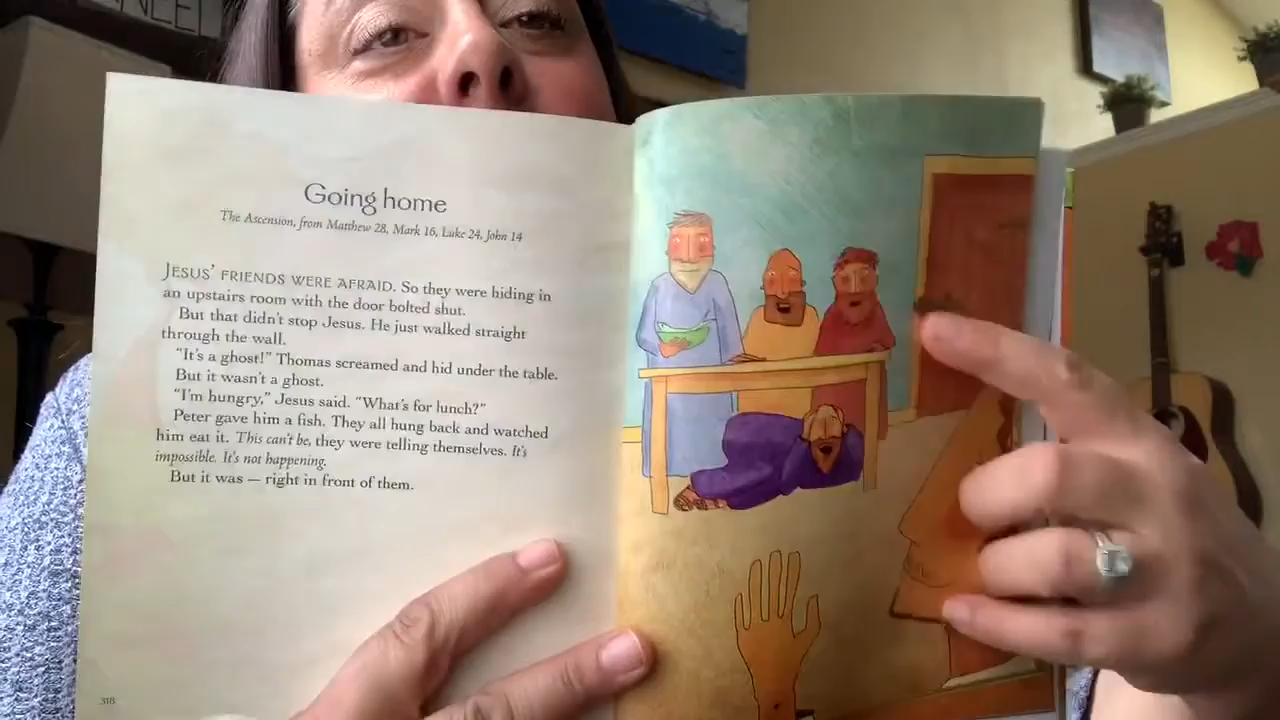 Going home
The Ascension, from Matthew 28, Mark 16, Luke 24, John 14
JESUS’ FRIENDS WERE AFRAID. So they were hiding in
an upstairs room with the door bolted shut.
But that didn’t stop Jesus. He just walked straight
through the wall.
“It’s a ghost!” Thomas screamed and hid under the table.
But it wasn’t a ghost.
“I’m hungry,” Jesus said. “What’s for lunch?”
Peter gave him a fish. They all hung back and watched
him eat it. This can’t be, they were telling themselves. It’s
impossible. It’s not happening.
But it was — right in front of them.
318